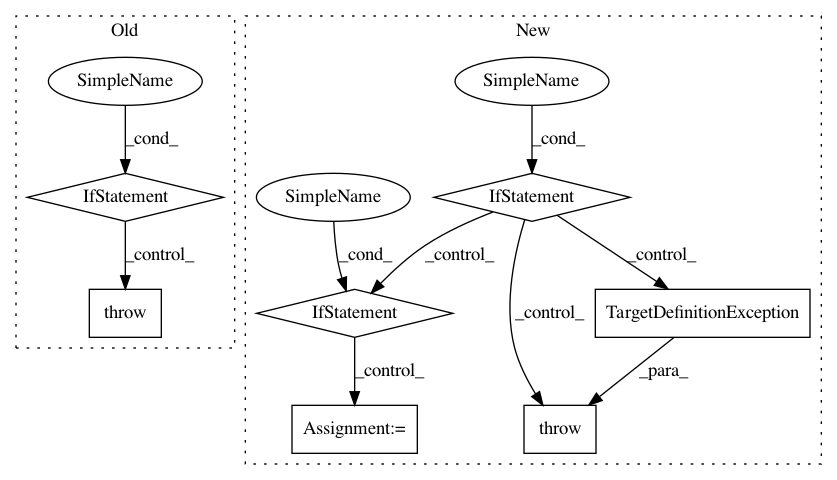 Old
New
SimpleName
SimpleName
_cond_
_cond_
SimpleName
IfStatement
IfStatement
_cond_
_control_
_control_
_control_
_control_
throw
IfStatement
TargetDefinitionException
_control_
_para_
Assignment:=
throw